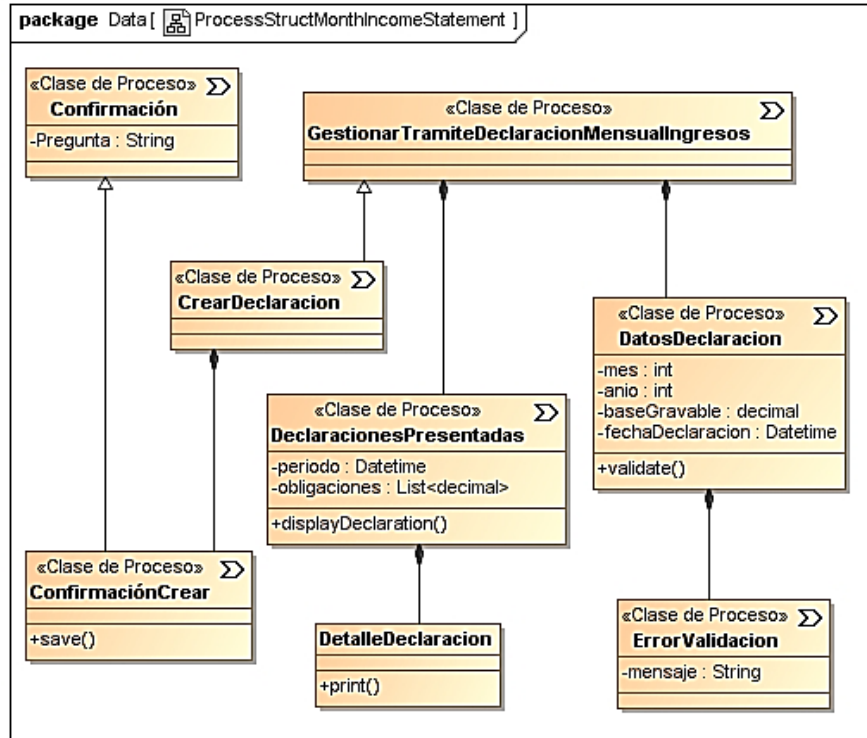 package Data [ ProcessStructMonthIncomeStatement ]
«Clase de Proceso»
Confirmación
-Pregunta : String
«Clase de Proceso»
GestionarTramiteDeclaracionMensualIngresos
«Clase de Proceso»
CrearDeclaracion
«Clase de Proceso»
DatosDeclaracion
-mes : int
-anio : int
-baseGravable : decimal
-fechaDeclaracion : Datetime
+validate()
«Clase de Proceso»
DeclaracionesPresentadas
-periodo : Datetime
-obligaciones : List<decimal>
+displayDeclaration()
«Clase de Proceso»
ConfirmaciónCrear
+save()
DetalleDeclaracion
+print()
«Clase de Proceso»
ErrorValidacion
-mensaje : String